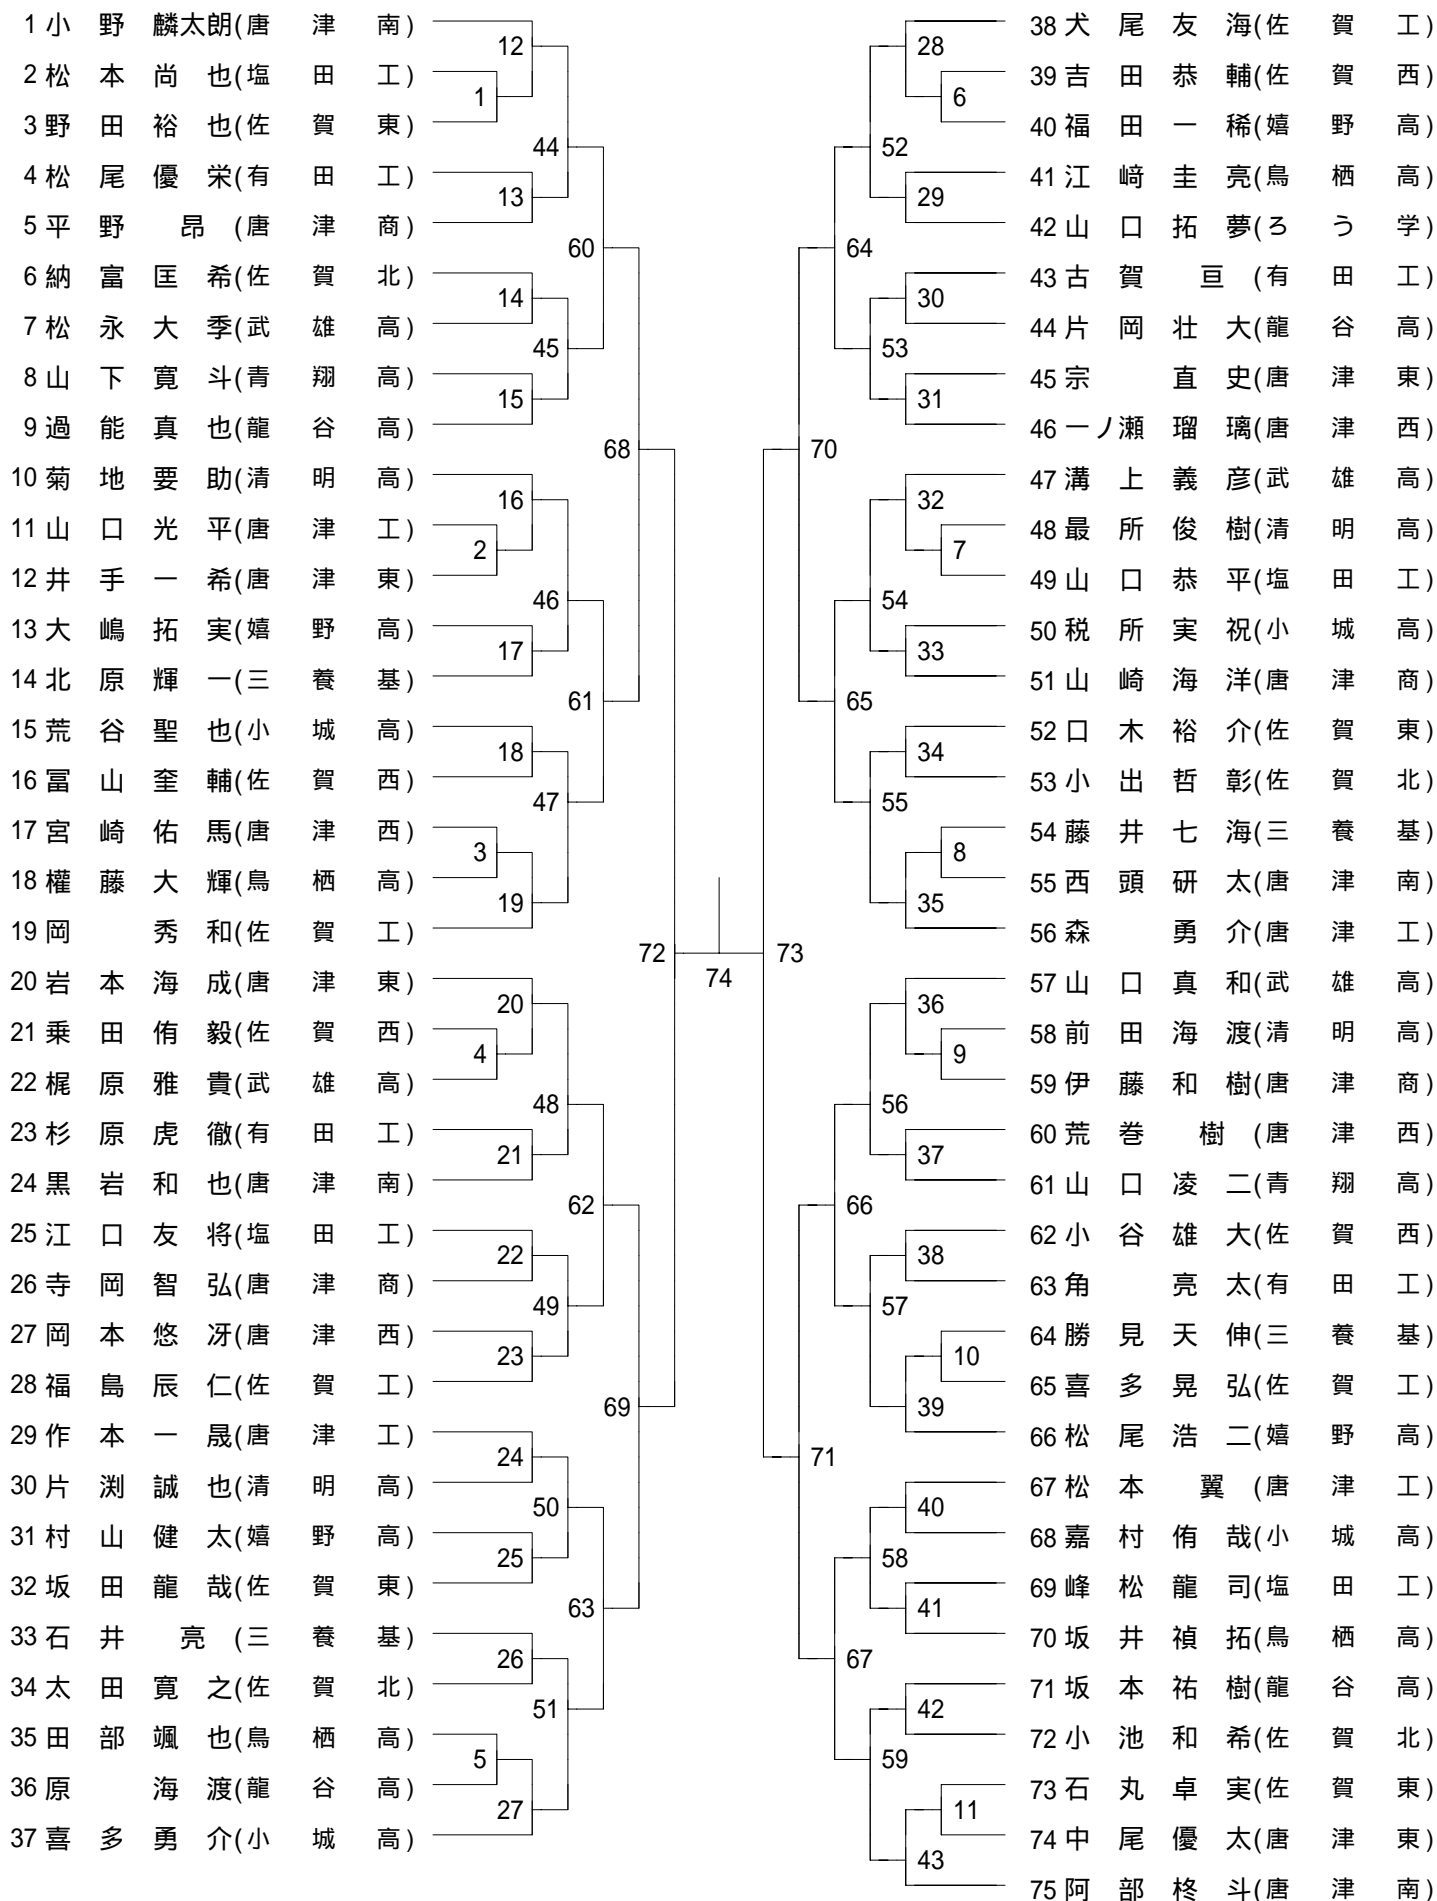 1 小野 麟太朗 (唐津南)
2 松本尚也 (塩田工)
3 野田裕也 (佐賀東)
4 松尾優栄 (有田工)
5 平野 昂 (唐津商)
6 納富匡希 (佐賀北)
7 松永大季 (武雄高)
8 山下寛斗 (青翔高)
9 過能真也 (龍谷高)
10 菊地要助 (清明高)
11 山口光平 (唐津工)
12 井手一希 (唐津東)
13 大嶋拓実 (嬉野高)
14 北原輝一 (三養基)
15 荒谷聖也 (小城高)
16 冨山奎輔 (佐賀西)
17 宮崎佑馬 (唐津西)
18 權藤大輝 (鳥栖高)
19 岡 秀和 (佐賀工)
20 岩本海成 (唐津東)
21 乗田侑毅 (佐賀西)
22 梶原雅貴 (武雄高)
23 杉原虎徹 (有田工)
24 黒岩和也 (唐津南)
25 江口友将 (塩田工)
26 寺岡智弘 (唐津商)
27 岡本悠冴 (唐津西)
28 福島辰仁 (佐賀工)
29 作本一晟 (唐津工)
30 片渕誠也 (清明高)
31 村山健太 (嬉野高)
32 坂田龍哉 (佐賀東)
33 石井 亮 (三養基)
34 太田寛之 (佐賀北)
35 田部颯也 (鳥栖高)
36 原 海渡 (龍谷高)
37 喜多勇介 (小城高)
12
1
44
13
60
14
45
15
68
16
2
46
17
61
18
47
3
19
72
20
4
48
21
62
22
49
23
69
24
50
25
63
26
51
5
27
74
28
6
52
29
64
30
53
31
70
32
7
54
33
65
34
55
8
35
73
36
9
56
37
66
38
57
10
39
71
40
58
41
67
42
59
11
43
38 犬尾友海 (佐賀工)
39 吉田恭輔 (佐賀西)
40 福田一稀 (嬉野高)
41 江﨑圭亮 (鳥栖高)
42 山口拓夢 (ろう学)
43 古賀 亘 (有田工)
44 片岡壮大 (龍谷高)
45 宗 直史 (唐津東)
46 一ノ瀬 瑠璃 (唐津西)
47 溝上義彦 (武雄高)
48 最所俊樹 (清明高)
49 山口恭平 (塩田工)
50 税所実祝 (小城高)
51 山崎海洋 (唐津商)
52 口木裕介 (佐賀東)
53 小出哲彰 (佐賀北)
54 藤井七海 (三養基)
55 西頭研太 (唐津南)
56 森 勇介 (唐津工)
57 山口真和 (武雄高)
58 前田海渡 (清明高)
59 伊藤和樹 (唐津商)
60 荒巻 樹 (唐津西)
61 山口凌二 (青翔高)
62 小谷雄大 (佐賀西)
63 角 亮太 (有田工)
64 勝見天伸 (三養基)
65 喜多晃弘 (佐賀工)
66 松尾浩二 (嬉野高)
67 松本 翼 (唐津工)
68 嘉村侑哉 (小城高)
69 峰松龍司 (塩田工)
70 坂井禎拓 (鳥栖高)
71 坂本祐樹 (龍谷高)
72 小池和希 (佐賀北)
73 石丸卓実 (佐賀東)
74 中尾優太 (唐津東)
75 阿部柊斗 (唐津南)